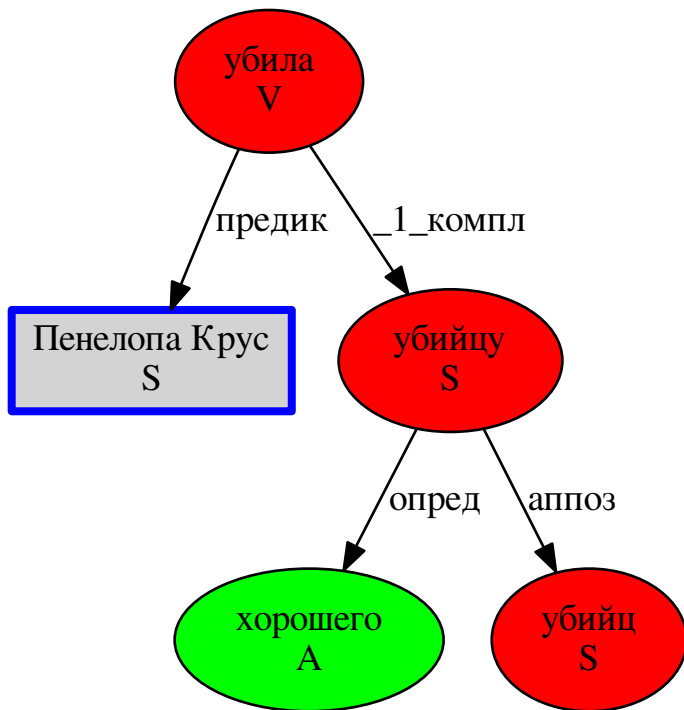 убила
V
предик
_1_компл
Пенелопа Крус
S
убийцу
S
опред
аппоз
хорошего
A
убийц
S